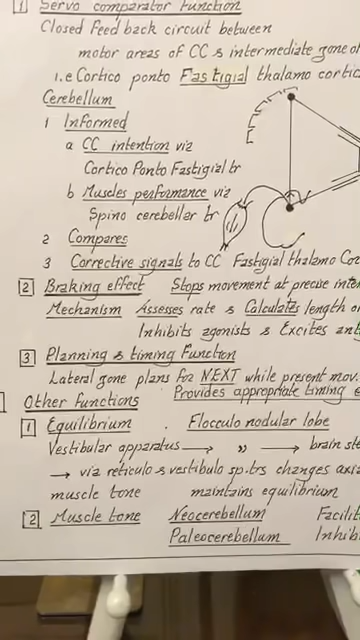 1 Servo comparator Function
Closed Feed back circuit between
motor areas of CC & intermediate zone of
i.e Cortico ponto Fastigial thalamo cortic
Cerebellum
1 Informed
a CC intention via
Cortico Ponto Fastigial tr
b Muscles performance via
Spino cerebellar tr
2 Compares
3 Corrective signals to CC Fastigial thalamo Cor
2 Braking effect Stops movement at precise inte
Mechanism Assesses rate & Calculates length o
Inhibits agonists & Excites ant
3 Planning & timing Function
Lateral zone plans for NEXT while present mov.
Provides appropriate timing
Other functions
1 Equilibrium . Flocculo nodular lobe
Vestibular apparatus → " → brain ste
→ via reticulo & vestibulo sp.trs changes axia
muscle tone maintains equilibrium
2 Muscle tone Neocerebellum Facilit
Paleocerebellum Inhib